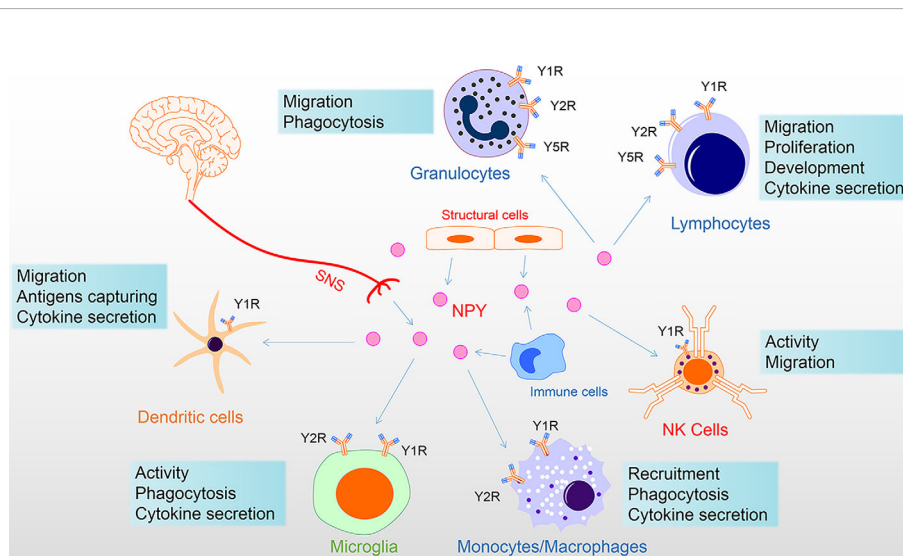 Migration
Phagocytosis
Y1R
Y2R
Y5R
Granulocytes
Y1R
Y2R
Y5R
Lymphocytes
Migration
Proliferation
Development
Cytokine secretion
Structural cells
SNS
NPY
Migration
Antigens capturing
Cytokine secretion
Y1R
Dendritic cells
Immune cells
Y1R
NK Cells
Activity
Migration
Activity
Phagocytosis
Cytokine secretion
Y2R
Y1R
Microglia
Y1R
Y2R
Monocytes/Macrophages
Recruitment
Phagocytosis
Cytokine secretion